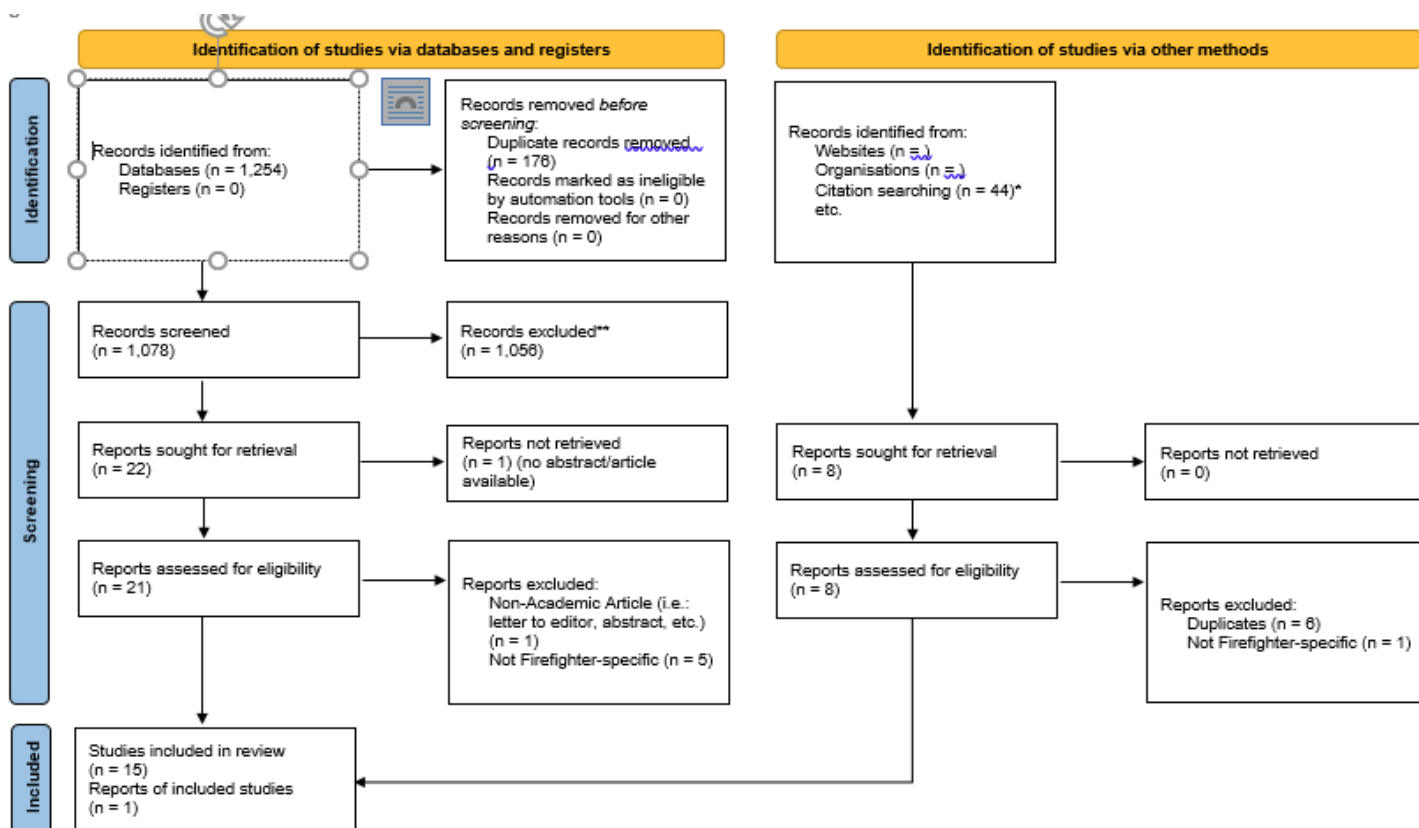 Identification of studies via databases and registers
Identification of studies via other methods
Identification
Records identified from:
Databases (n = 1,254)
Registers (n = 0)
Records removed before
screening:
Duplicate records removed
(n = 176)
Records marked as ineligible
by automation tools (n = 0)
Records removed for other
reasons (n = 0)
Records identified from:
Websites (n = )
Organisations (n = )
Citation searching (n = 44)*
etc.
Screening
Records screened
(n = 1,078)
Records excluded**
(n = 1,056)
Reports sought for retrieval
(n = 22)
Reports not retrieved
(n = 1) (no abstract/article
available)
Reports sought for retrieval
(n = 8)
Reports not retrieved
(n = 0)
Reports assessed for eligibility
(n = 21)
Reports excluded:
Non-Academic Article (i.e.:
letter to editor, abstract, etc.)
(n = 1)
Not Firefighter-specific (n = 5)
Reports assessed for eligibility
(n = 8)
Reports excluded:
Duplicates (n = 6)
Not Firefighter-specific (n = 1)
Included
Studies included in review
(n = 15)
Reports of included studies
(n = 1)